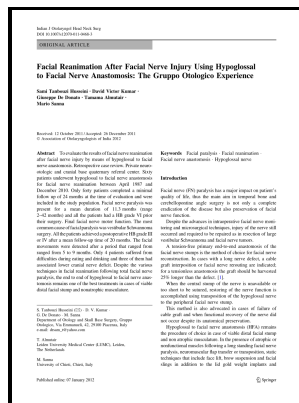 Indian J Otolaryngol Head Neck Surg
DOI 10.1007/s12070-011-0468-3
ORIGINAL ARTICLE
Facial Reanimation After Facial Nerve Injury Using Hypoglossal
to Facial Nerve Anastomosis: The Gruppo Otologico Experience
Sami Tanbouzi Husseini · David Victor Kumar ·
Giuseppe De Donato · Tamama Almutair ·
Mario Sanna
Received: 11 October 2011 / Accepted: 26 December 2011
© Association of Otolaryngologists of India 2012
Abstract To evaluate the results of facial nerve reanimation
after facial nerve injury by means of hypoglossal to facial
nerve anastomosis. Retrospective case review. Private neuro-
otologic and cranial base quaternary referral center. Sixty
patients underwent hypoglossal to facial nerve anastomosis
for facial nerve reanimation between April 1987 and
December 2010. Only forty patients completed a minimal
follow up of 24 months at the time of evaluation and were
included in the study population. Facial nerve paralysis was
present for a mean duration of 11.3 months (range
2–42 months) and all the patients had a HB grade VI prior
their surgery. Final facial nerve motor function. The most
common cause of facial paralysis was vestibular Schwannoma
surgery. All the patients achieved a postoperative HB grade III
or IV after a mean follow-up time of 20 months. The facial
movements were detected after a period that ranged from
ranged from 5 to 9 months. Only 4 patients suffered from
difficulties during eating and drinking and three of them had
associated lower cranial nerve deficit. Despite the various
techniques in facial reanimation following total facial nerve
paralysis, the end to end of hypoglossal to facial nerve anas-
tomosis remains one of the best treatments in cases of viable
distal facial stump and nonatrophic musculature.
S. Tanbouzi Husseini · D. V. Kumar ·
G. De Donato · M. Sanna
Department of Otology and Skull Base Surgery, Gruppo
Otologico, Via Emmanueli, 42, 29100 Piacenza, Italy
T. Almutair
Leiden University Medical Center (LUMC), Leiden,
The Netherlands
M. Sanna
University of Chieti, Chieti, Italy
Keywords Facial paralysis · Facial reanimation ·
Facial nerve anastomosis · Hypoglossal nerve
Introduction
Facial nerve (FN) paralysis has a major impact on patient's
quality of life, thus the main aim in temporal bone and
cerebellopontine angle surgery is not only a complete
eradication of the disease but also preservation of facial
function.
Despite the advances in intraoperative facial nerve moni-
toring and microsurgical techniques, injury of the nerve still
occurred and required to be repaired as in resection of large
vestibular Schwannoma and facial nerve tumors.
A tension-free primary end-to-end anastomosis of the
facial nerve stumps is the method of choice for facial nerve
reconstruction. In cases with a long nerve defect, a cable
graft interposition or facial nerve rerouting are indicated;
for a tensionless anastomosis the graft should be harvested
25% longer than the defect. [1].
When the central stump of the nerve is unavailable or
too short to be sutured, restoring of the nerve function is
accomplished using transposition of the hypoglossal nerve
to the peripheral facial nerve stump.
This method is also advocated in cases of failure of
cable graft and when functional recovery of the nerve did
not occur despite its anatomical preservation.
Hypoglossal to facial nerve anastomosis (HFA) remains
the procedure of choice in case of viable distal facial stump
and non atrophic musculature. In the presence of atrophic or
nonfunctional muscles following a long standing facial nerve
paralysis, neuromuscular flap transfer or transposition, static
techniques that include face lift, brow suspension and facial
slings in addition to the lid gold weight implants and
Published online: 07 January 2012
Springer